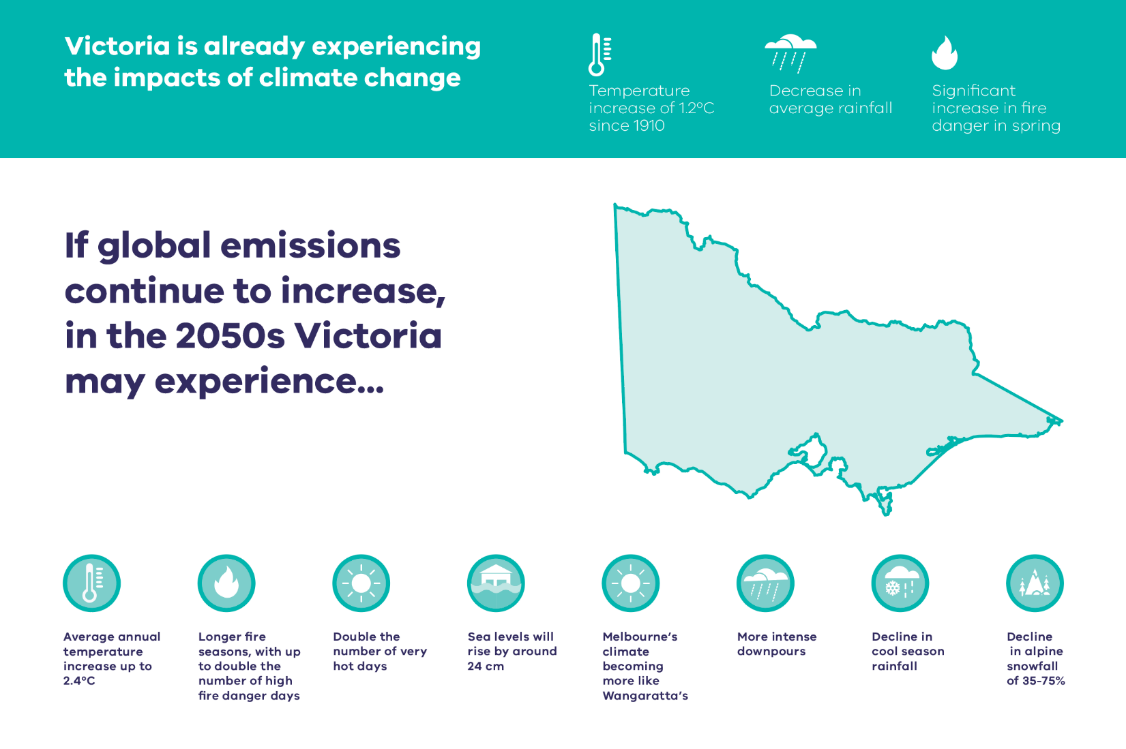 Victoria is already experiencing
the impacts of climate change
Temperature
increase of 1.2°C
since 1910
Decrease in
average rainfall
Significant
increase in fire
danger in spring
If global emissions
continue to increase,
in the 2050s Victoria
may experience...
Average annual
temperature
increase up to
2.4°C
Longer fire
seasons, with up
to double the
number of high
fire danger days
Double the
number of very
hot days
Sea levels will
rise by around
24 cm
Melbourne's
climate
becoming
more like
Wangaratta's
More intense
downpours
Decline in
cool season
rainfall
Decline
in alpine
snowfall
of 35-75%